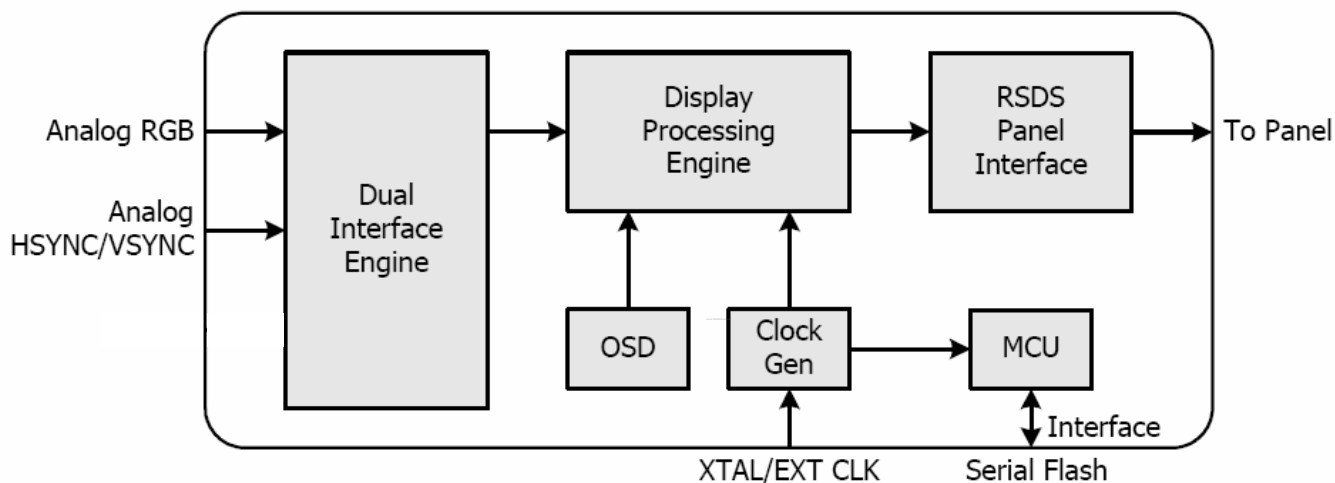 Analog RGB
Analog
HSYNC/VSYNC
Dual
Interface
Engine
Display
Processing
Engine
RSDS
Panel
Interface
To Panel
OSD
Clock
Gen
MCU
Interface
XTAL/EXT CLK
Serial Flash